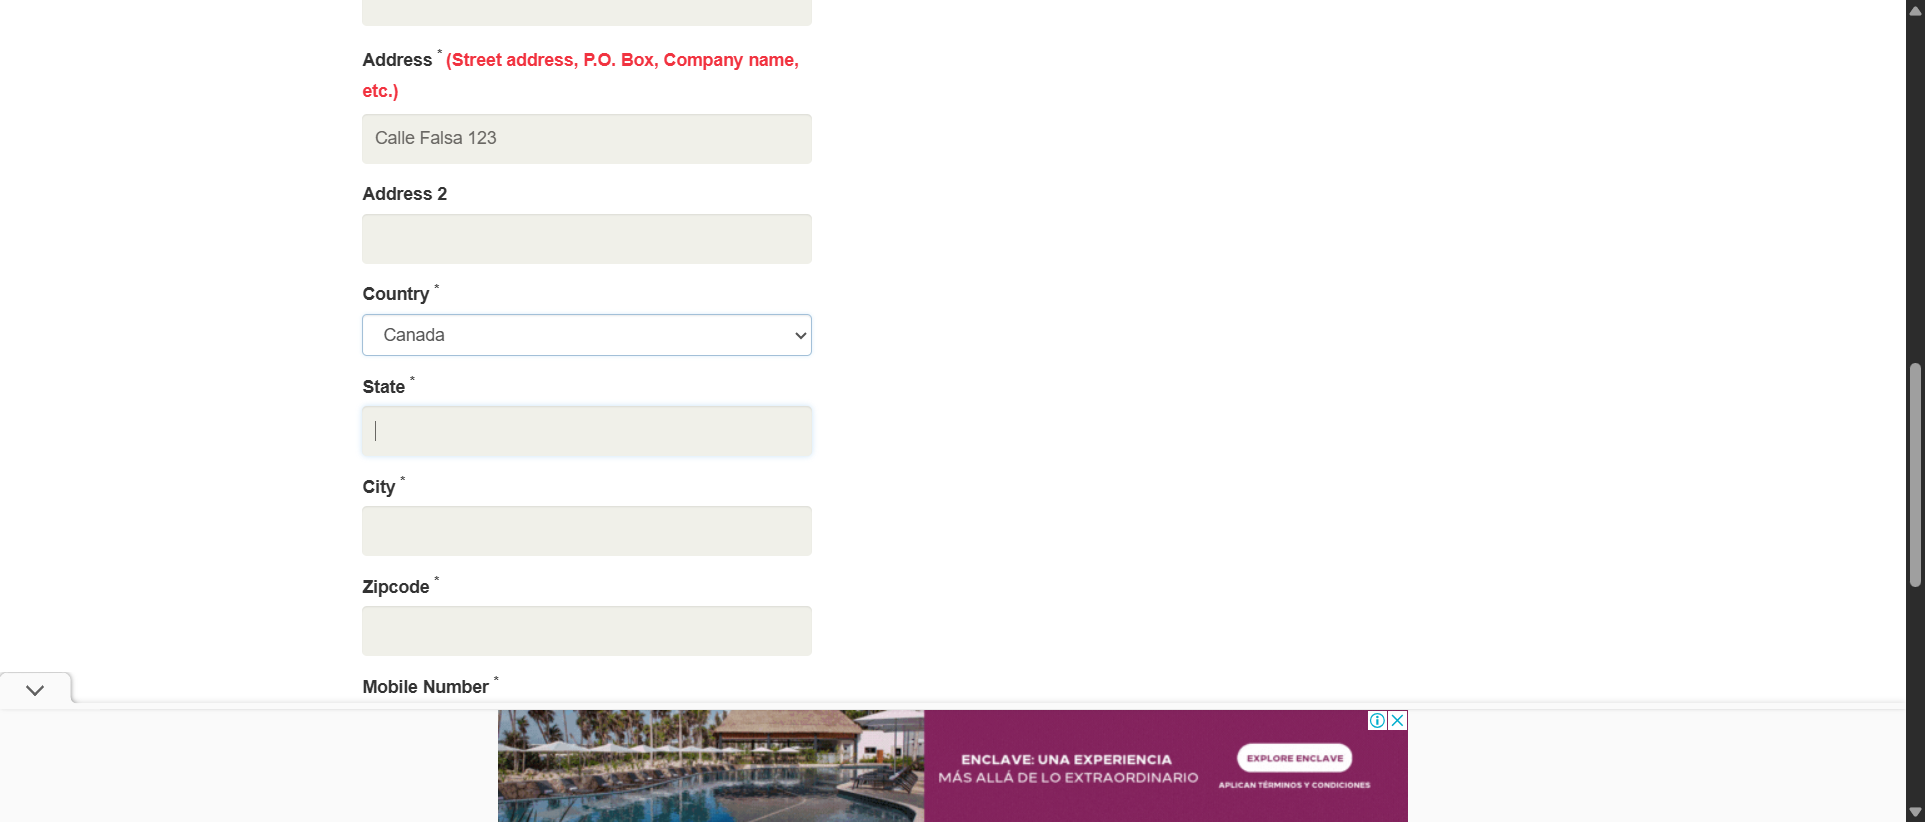 Address * (Street address, P.O. Box, Company name,
etc.)
Calle Falsa 123
Address 2
Country *
Canada
State *
City *
Zipcode *
Mobile Number *
ENCLAVE: UNA EXPERIENCIA
MÁS ALLÁ DE LO EXTRAORDINARIO
EXPLORE ENCLAVE
APLICAN TÉRMINOS Y CONDICIONES